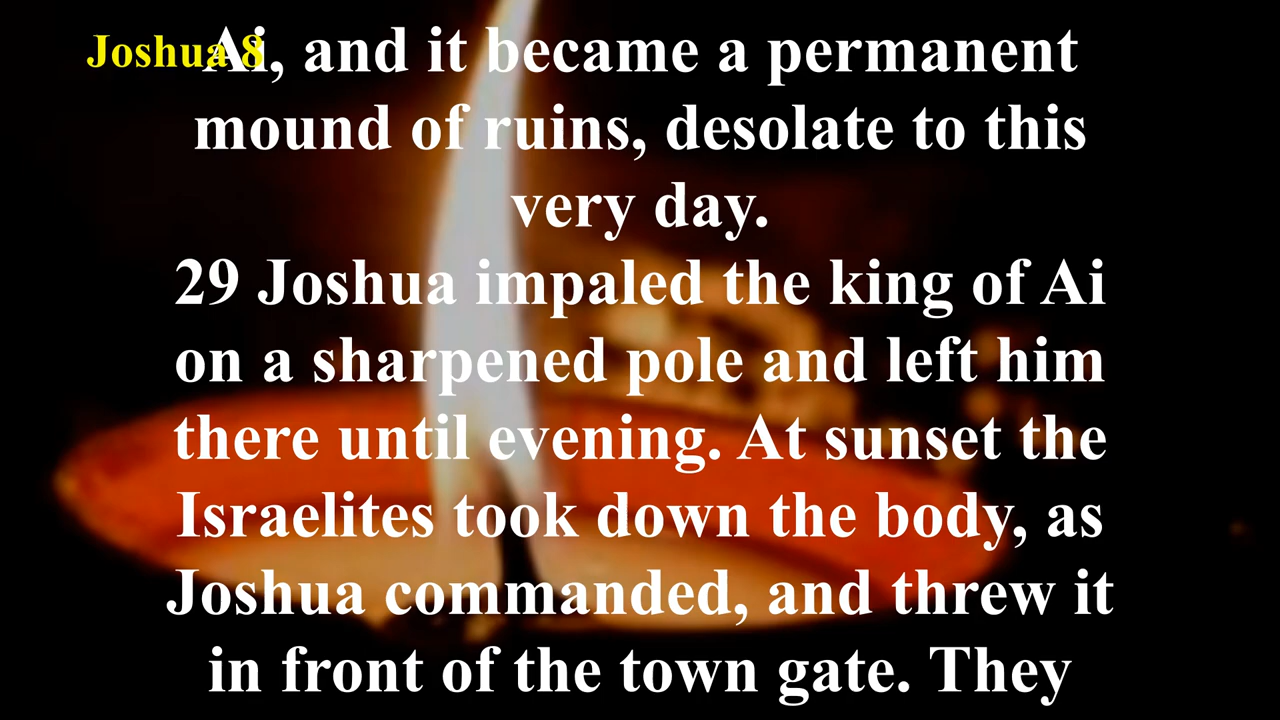 Joshua 8
Ai, and it became a permanent
mound of ruins, desolate to this
very day.
29 Joshua impaled the king of Ai
on a sharpened pole and left him
there until evening. At sunset the
Israelites took down the body, as
Joshua commanded, and threw it
in front of the town gate. They